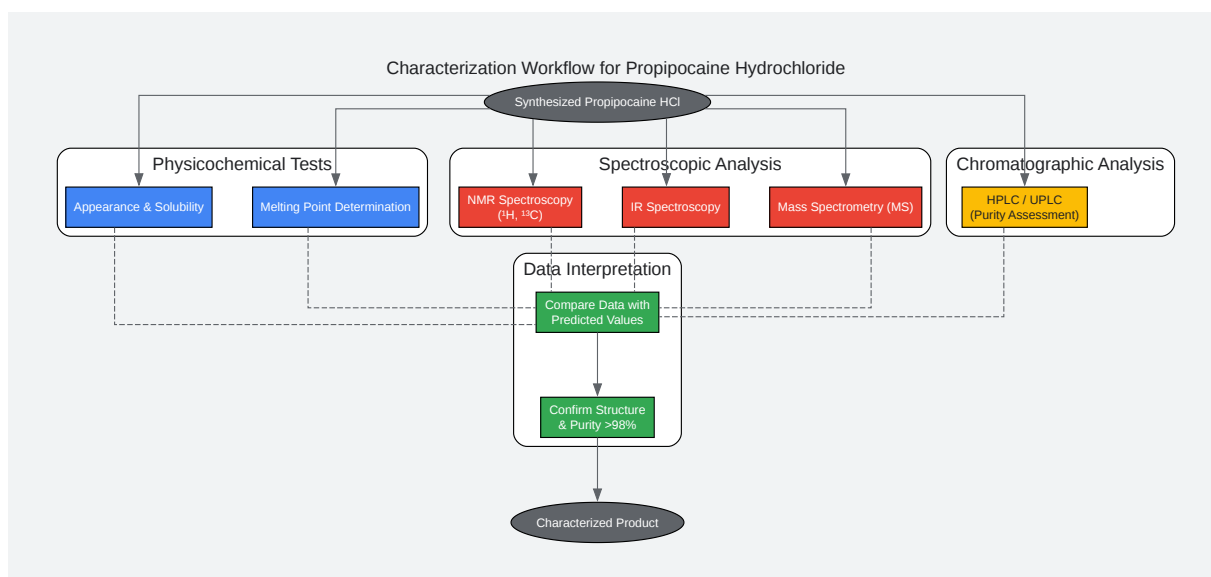 Characterization Workflow for Propipocaine Hydrochloride
Synthesized Propipocaine HCl
Physicochemical Tests
Spectroscopic Analysis
Chromatographic Analysis
Appearance & Solubility
Melting Point Determination
NMR Spectroscopy
(¹H, ¹³C)
IR Spectroscopy
Mass Spectrometry (MS)
HPLC / UPLC
(Purity Assessment)
Data Interpretation
Compare Data with
Predicted Values
Confirm Structure
& Purity >98%
Characterized Product